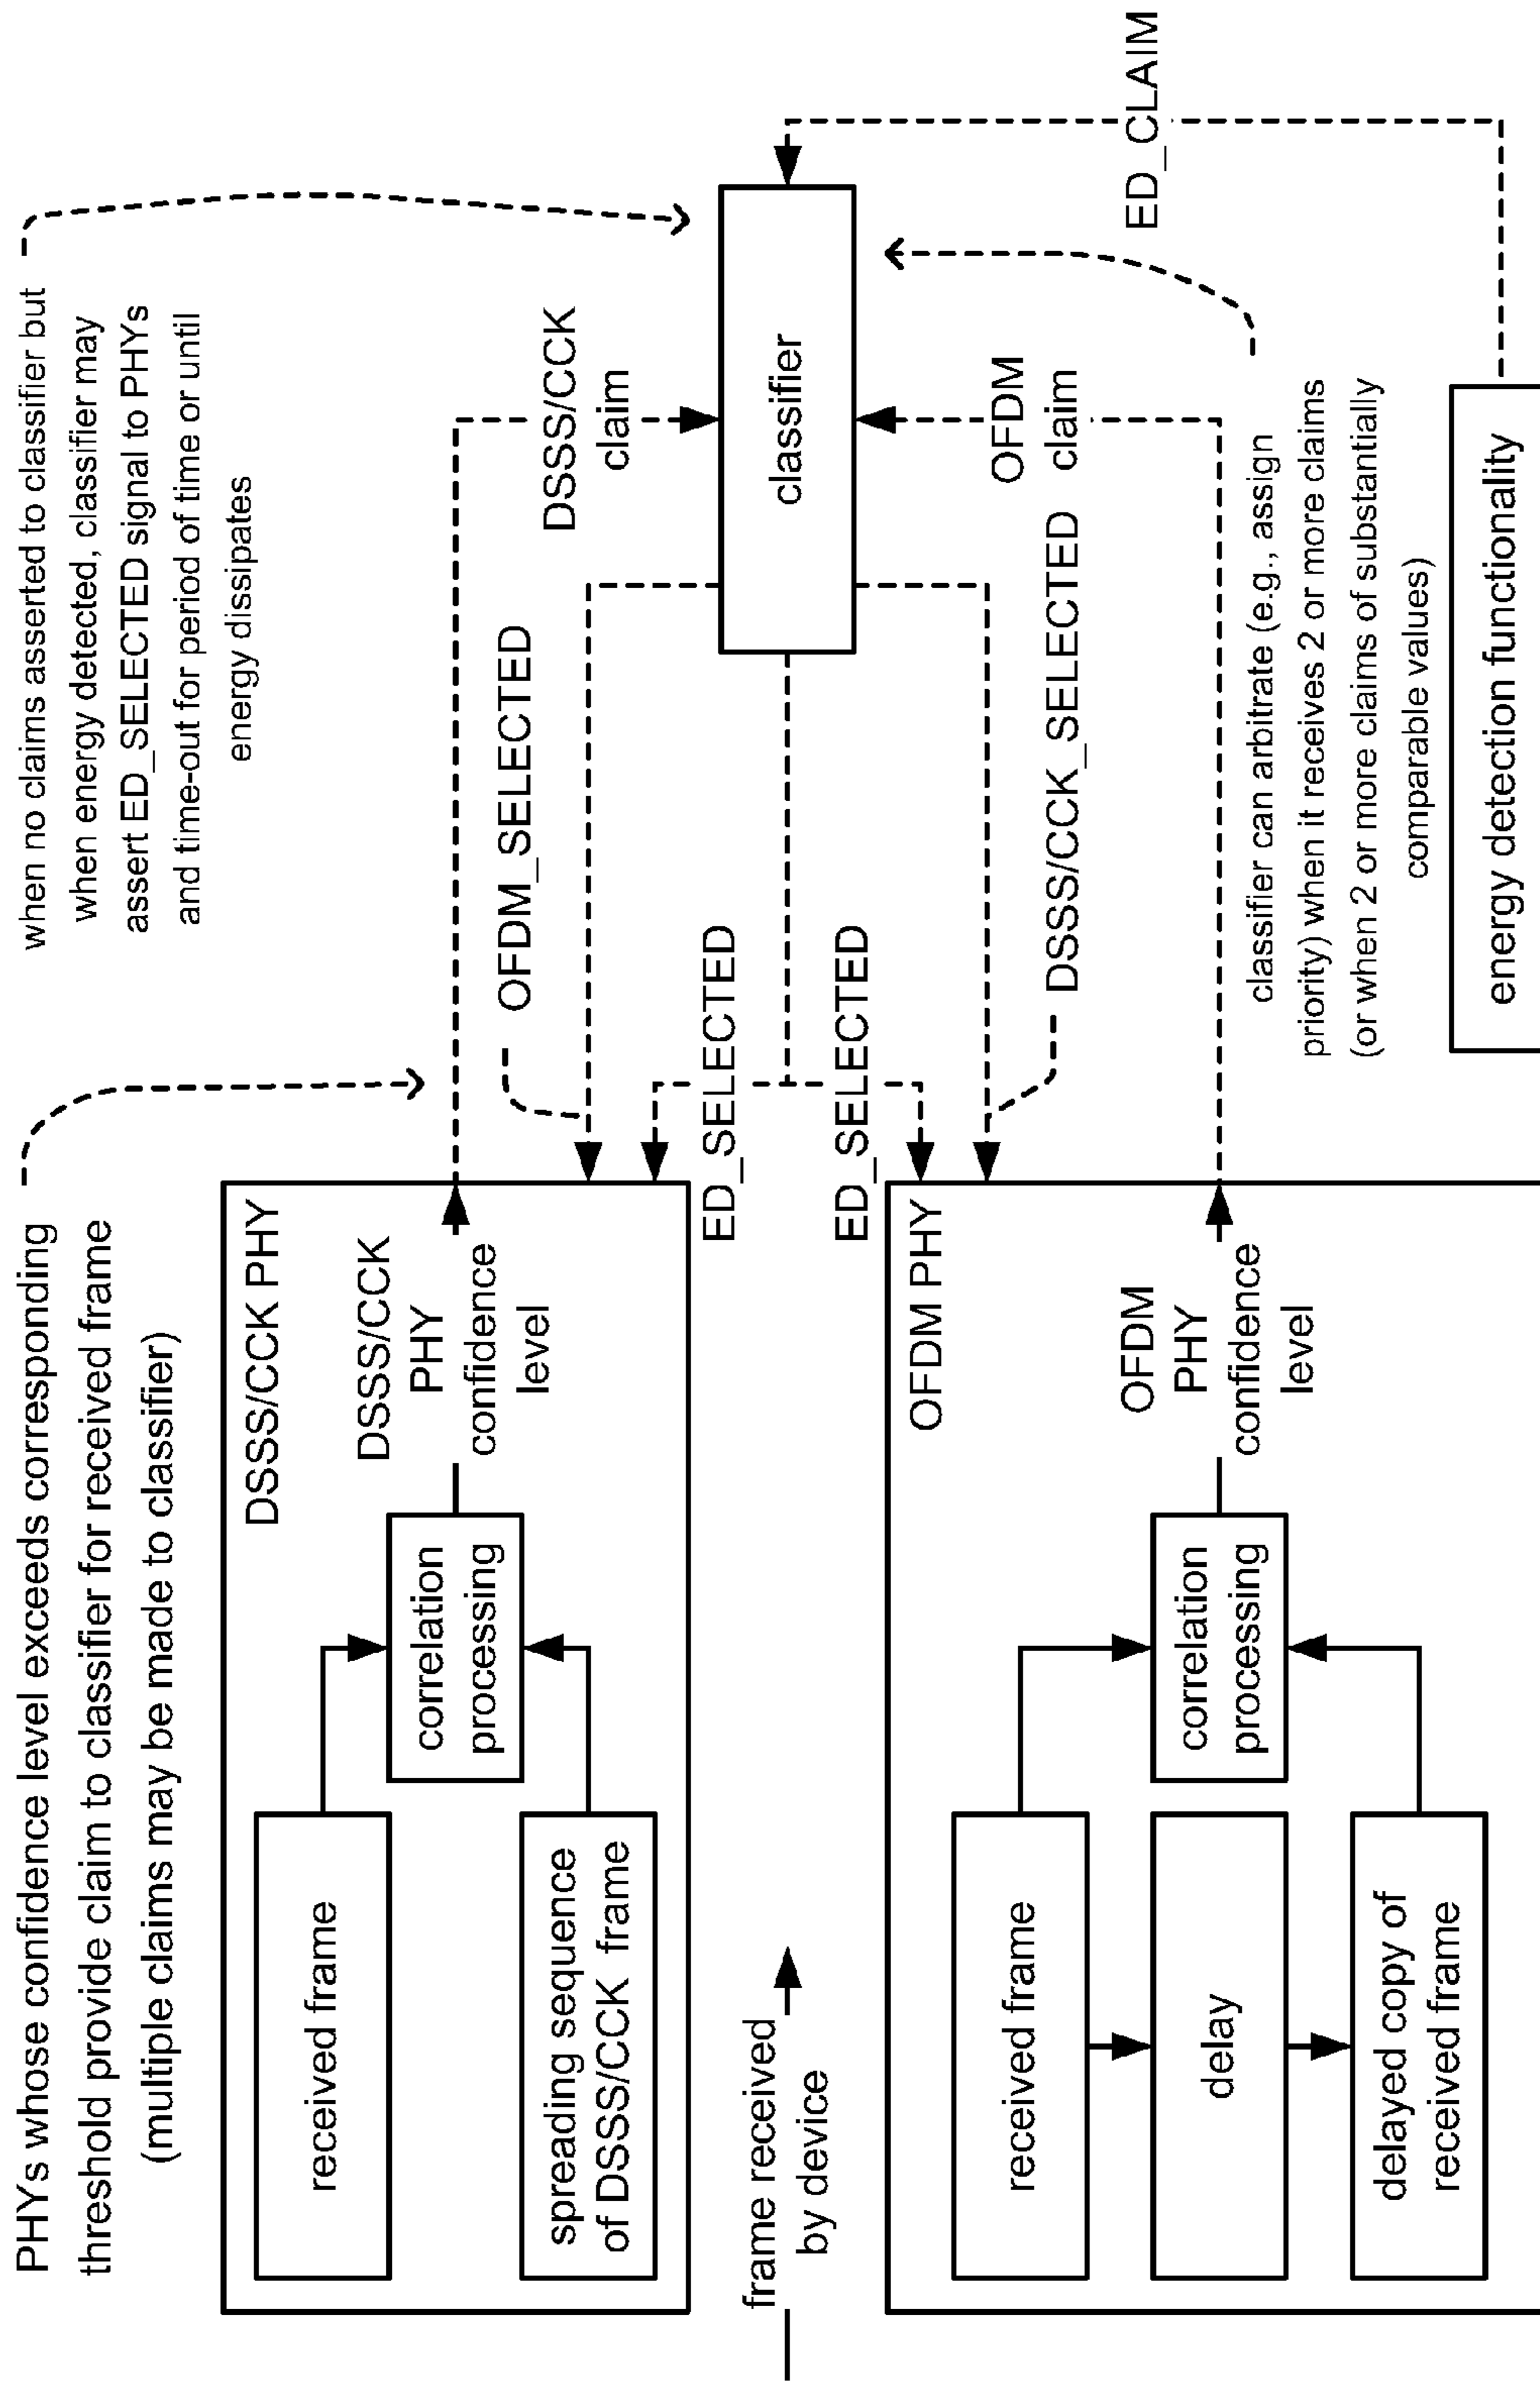 PHYs whose confidence level exceeds corresponding
threshold provide claim to classifier for received frame
(multiple claims may be made to classifier)
when no claims asserted to classifier but
when energy detected, classifier may
assert ED_SELECTED signal to PHYs
and time-out for period of time or until
energy dissipates
DSSS/CCK PHY
received frame
spreading sequence
of DSSS/CCK frame
correlation
processing
DSSS/CCK
PHY
confidence
level
OFDM_SELECTED
DSSS/CCK
claim
ED_SELECTED
frame received
by device
classifier
ED_SELECTED
OFDM PHY
received frame
delay
delayed copy of
received frame
correlation
processing
OFDM
PHY
confidence
level
DSSS/CCK_SELECTED
OFDM
claim
ED_CLAIM
classifier can arbitrate (e.g., assign
priority) when it receives 2 or more claims
(or when 2 or more claims of substantially
comparable values)
energy detection functionality